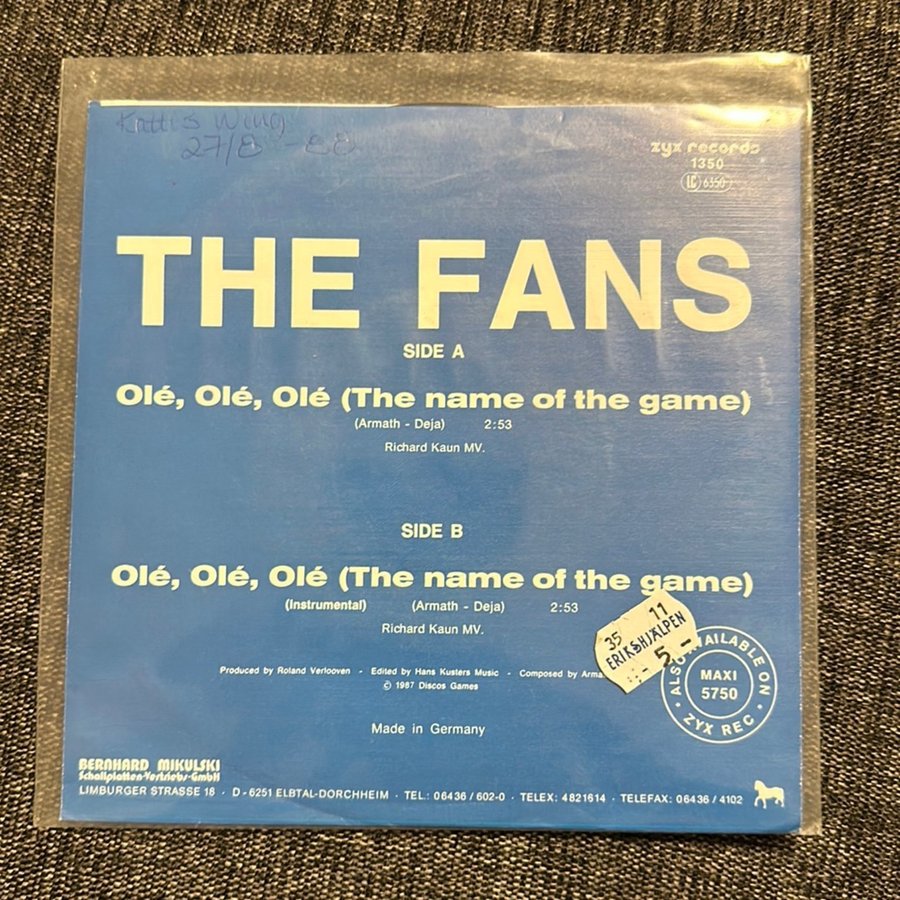 27/8 - 88
zyx records
1350
LC 6350
THE FANS
SIDE A
Olé, Olé, Olé (The name of the game)
(Armath - Deja) 2:53
Richard Kaun MV.
SIDE B
Olé, Olé, Olé (The name of the game)
(Instrumental) (Armath - Deja) 2:53
Richard Kaun MV.
35 11
ERIKSHJÄLPEN
:- 5,-
Produced by Roland Verlooven - Edited by Hans Kusters Music - Composed by Arma
© 1987 Discos Games
ALSO AVAILABLE ON
MAXI
5750
ZYX REC
Made in Germany
BERNHARD MIKULSKI
Schallplatten-Vertriebs-GmbH
LIMBURGER STRASSE 18 · D-6251 ELBTAL-DORCHHEIM · TEL.: 06436/602-0 · TELEX: 4821614 · TELEFAX: 06436/4102